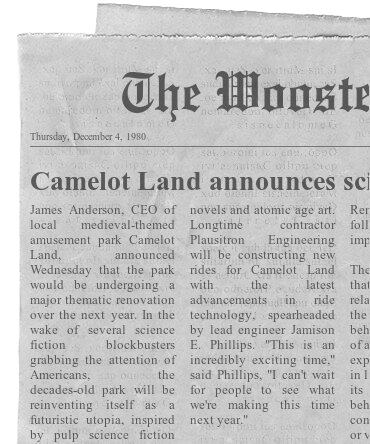 The Wooste
Thursday, December 4, 1980
Camelot Land announces sci
James Anderson, CEO of
local medieval-themed
amusement park Camelot
Land, announced
Wednesday that the park
would be undergoing a
major thematic renovation
over the next year. In the
wake of several science
fiction blockbusters
grabbing the attention of
Americans, the
decades-old park will be
reinventing itself as a
futuristic utopia, inspired
by pulp science fiction
novels and atomic age art.
Longtime contractor
Plausitron Engineering
will be constructing new
rides for Camelot Land
with the latest
advancements in ride
technology, spearheaded
by lead engineer Jamison
E. Phillips. "This is an
incredibly exciting time,"
said Phillips, "I can't wait
for people to see what
we're making this time
next year."
Ren
foll
imp
The
that
rela
the
beh
of a
exp
in I
its
beh
con
or v